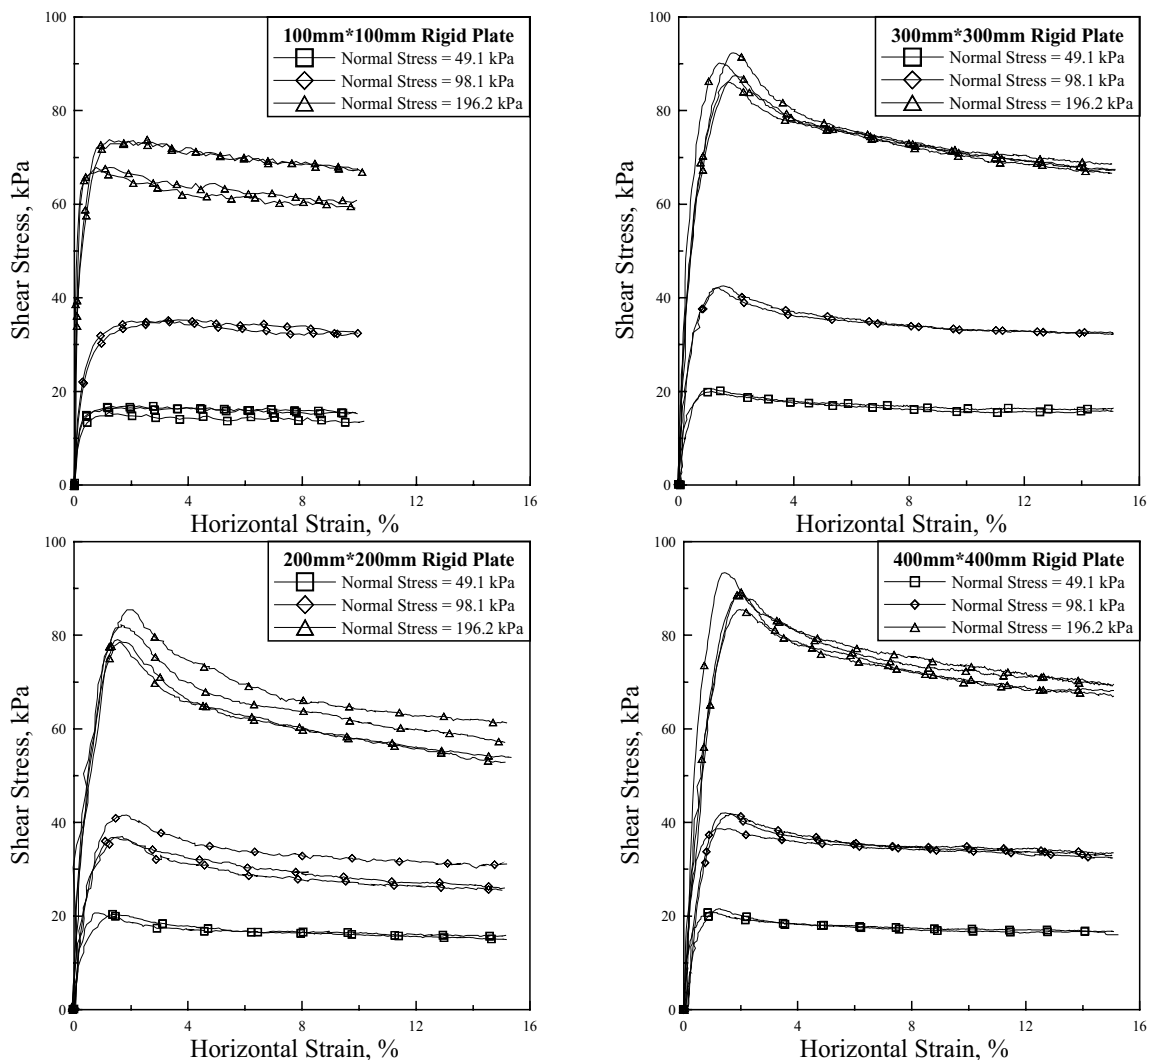 100mm*100mm Rigid Plate
Normal Stress = 49.1 kPa
Normal Stress = 98.1 kPa
Normal Stress = 196.2 kPa
100
80
60
40
20
0
Shear Stress, kPa
0 4 8 12 16
Horizontal Strain, %
300mm*300mm Rigid Plate
Normal Stress = 49.1 kPa
Normal Stress = 98.1 kPa
Normal Stress = 196.2 kPa
100
80
60
40
20
0
Shear Stress, kPa
0 4 8 12 16
Horizontal Strain, %
200mm*200mm Rigid Plate
Normal Stress = 49.1 kPa
Normal Stress = 98.1 kPa
Normal Stress = 196.2 kPa
100
80
60
40
20
0
Shear Stress, kPa
0 4 8 12 16
Horizontal Strain, %
400mm*400mm Rigid Plate
Normal Stress = 49.1 kPa
Normal Stress = 98.1 kPa
Normal Stress = 196.2 kPa
100
80
60
40
20
0
Shear Stress, kPa
0 4 8 12 16
Horizontal Strain, %